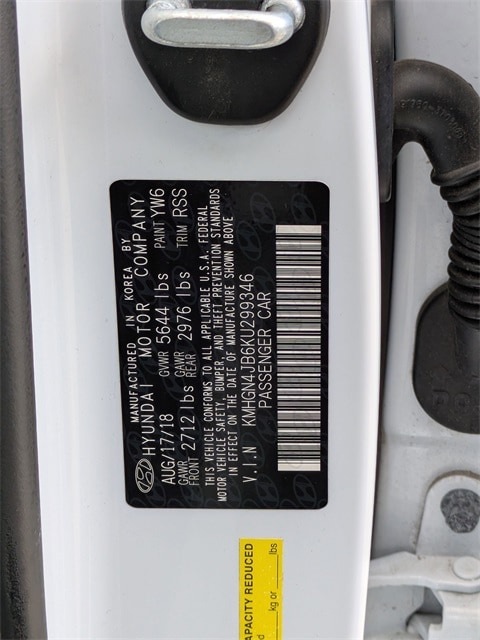 MANUFACTURED IN KOREA BY
HYUNDAI MOTOR COMPANY
AUG/17/18 GVWR 5644 lbs PAINT YW6
GAWR FRONT 2712 lbs GAWR REAR 2976 lbs TRIM RSS
THIS VEHICLE CONFORMS TO ALL APPLICABLE U.S.A. FEDERAL
MOTOR VEHICLE SAFETY, BUMPER, AND THEFT PREVENTION STANDARDS
IN EFFECT ON THE DATE OF MANUFACTURE SHOWN ABOVE
V.I.N KMHGN4JB6KU299346
PASSENGER CAR
APACITY REDUCED
kg or lbs